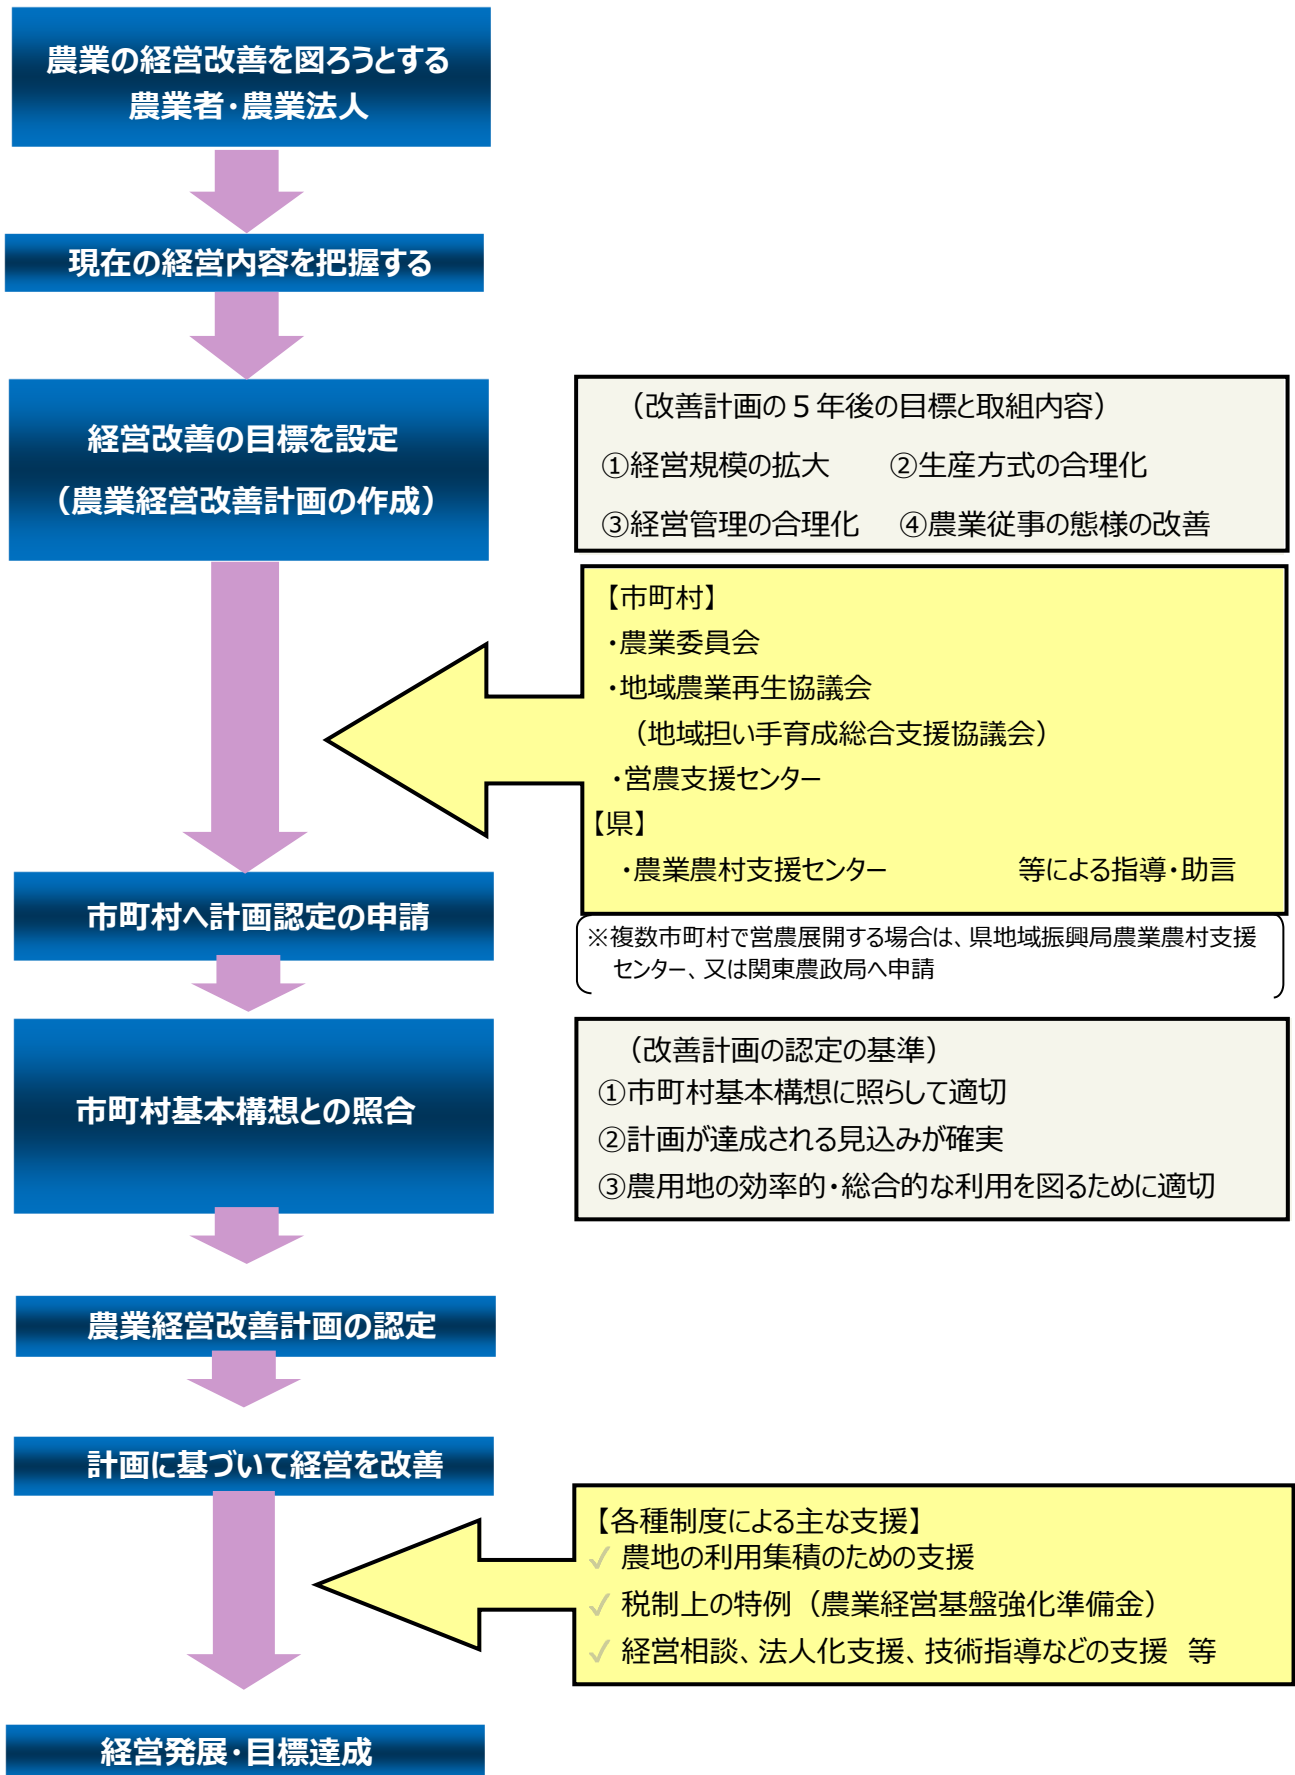 農業の経営改善を図ろうとする
農業者・農業法人
現在の経営内容を把握する
経営改善の目標を設定
（農業経営改善計画の作成）
（改善計画の５年後の目標と取組内容）
①経営規模の拡大　　②生産方式の合理化
③経営管理の合理化　④農業従事の態様の改善
【市町村】
・農業委員会
・地域農業再生協議会
（地域担い手育成総合支援協議会）
・営農支援センター
【県】
・農業農村支援センター　　　　　等による指導・助言
市町村へ計画認定の申請
※複数市町村で営農展開する場合は、県地域振興局農業農村支援
センター、又は関東農政局へ申請
市町村基本構想との照合
（改善計画の認定の基準）
①市町村基本構想に照らして適切
②計画が達成される見込みが確実
③農用地の効率的・総合的な利用を図るために適切
農業経営改善計画の認定
計画に基づいて経営を改善
【各種制度による主な支援】
✓ 農地の利用集積のための支援
✓ 税制上の特例（農業経営基盤強化準備金）
✓ 経営相談、法人化支援、技術指導などの支援　等
経営発展・目標達成